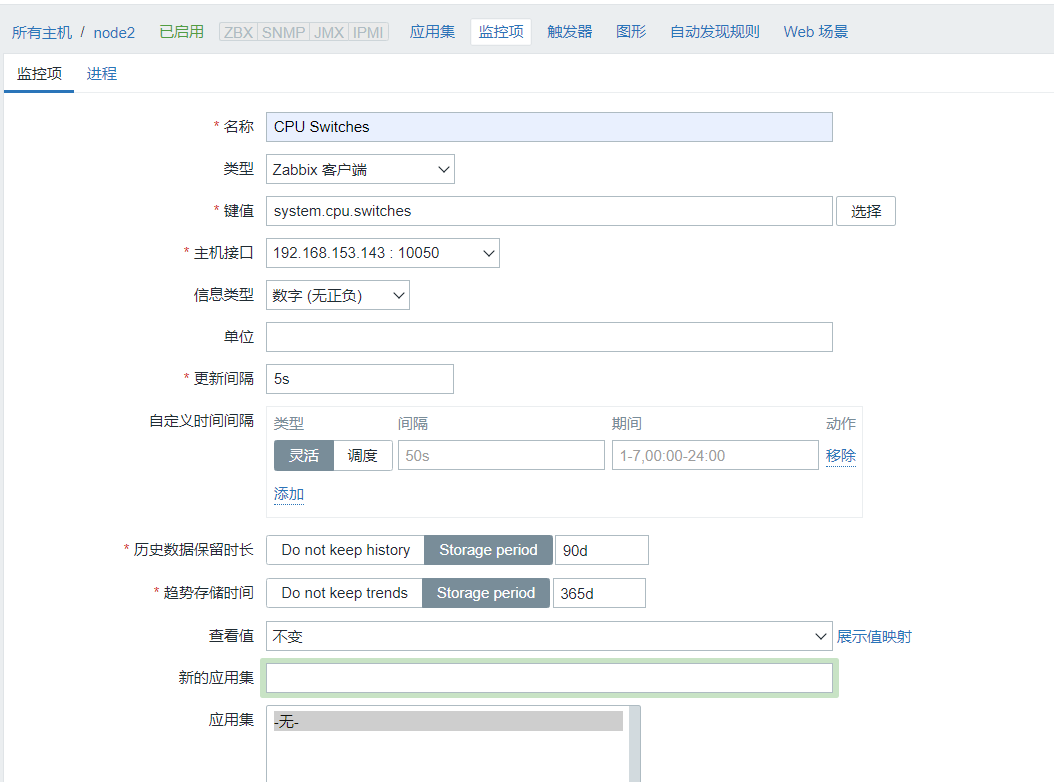 所有主机 / node2 已启用 ZBX SNMP JMX IPMI 应用集 监控项 触发器 图形 自动发现规则 Web 场景
监控项 进程
* 名称 CPU Switches
类型 Zabbix 客户端
* 键值 system.cpu.switches 选择
* 主机接口 192.168.153.143 : 10050
信息类型 数字 (无正负)
单位
* 更新间隔 5s
自定义时间间隔 类型 间隔 期间 动作
灵活 调度 50s 1-7,00:00-24:00 移除
添加
* 历史数据保留时长 Do not keep history Storage period 90d
* 趋势存储时间 Do not keep trends Storage period 365d
查看值 不变 展示值映射
新的应用集
应用集 -无-